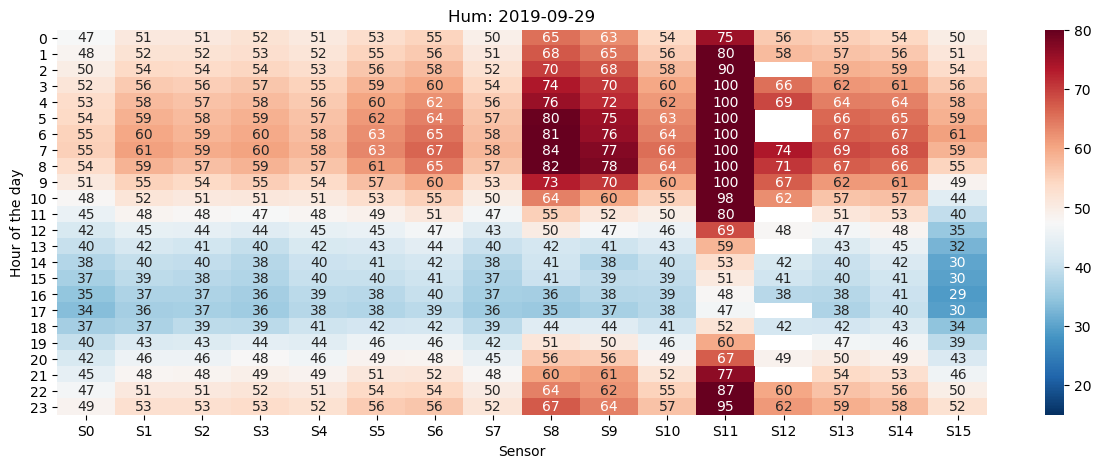 Hum: 2019-09-29
0 47 51 51 52 51 53 55 50 65 63 54 75 56 55 54 50
1 48 52 52 53 52 55 56 51 68 65 56 80 58 57 56 51
2 50 54 54 54 53 56 58 52 70 68 58 90 59 59 54
3 52 56 56 57 55 59 60 54 74 70 60 100 66 62 61 56
4 53 58 57 58 56 60 62 56 76 72 62 100 69 64 64 58
5 54 59 58 59 57 62 64 57 80 75 63 100 66 65 59
6 55 60 59 60 58 63 65 58 81 76 64 100 67 67 61
7 55 61 59 60 58 63 67 58 84 77 66 100 74 69 68 59
8 54 59 57 59 57 61 65 57 82 78 64 100 71 67 66 55
9 51 55 54 55 54 57 60 53 73 70 60 100 67 62 61 49
10 48 52 51 51 51 53 55 50 64 60 55 98 62 57 57 44
11 45 48 48 47 48 49 51 47 55 52 50 80 51 53 40
12 42 45 44 44 45 45 47 43 50 47 46 69 48 47 48 35
13 40 42 41 40 42 43 44 40 42 41 43 59 43 45 32
14 38 40 40 38 40 41 42 38 41 38 40 53 42 40 42 30
15 37 39 38 38 40 40 41 37 41 39 39 51 41 40 41 30
16 35 37 37 36 39 38 40 37 36 38 39 48 38 38 41 29
17 34 36 37 36 38 38 39 36 35 37 38 47 38 40 30
18 37 37 39 39 41 42 42 39 44 44 41 52 42 42 43 34
19 40 43 43 44 44 46 46 42 51 50 46 60 47 46 39
20 42 46 46 48 46 49 48 45 56 56 49 67 49 50 49 43
21 45 48 48 49 49 51 52 48 60 61 52 77 54 53 46
22 47 51 51 52 51 54 54 50 64 62 55 87 60 57 56 50
23 49 53 53 53 52 56 56 52 67 64 57 95 62 59 58 52
S0 S1 S2 S3 S4 S5 S6 S7 S8 S9 S10 S11 S12 S13 S14 S15
Sensor
Hour of the day
80
70
60
50
40
30
20